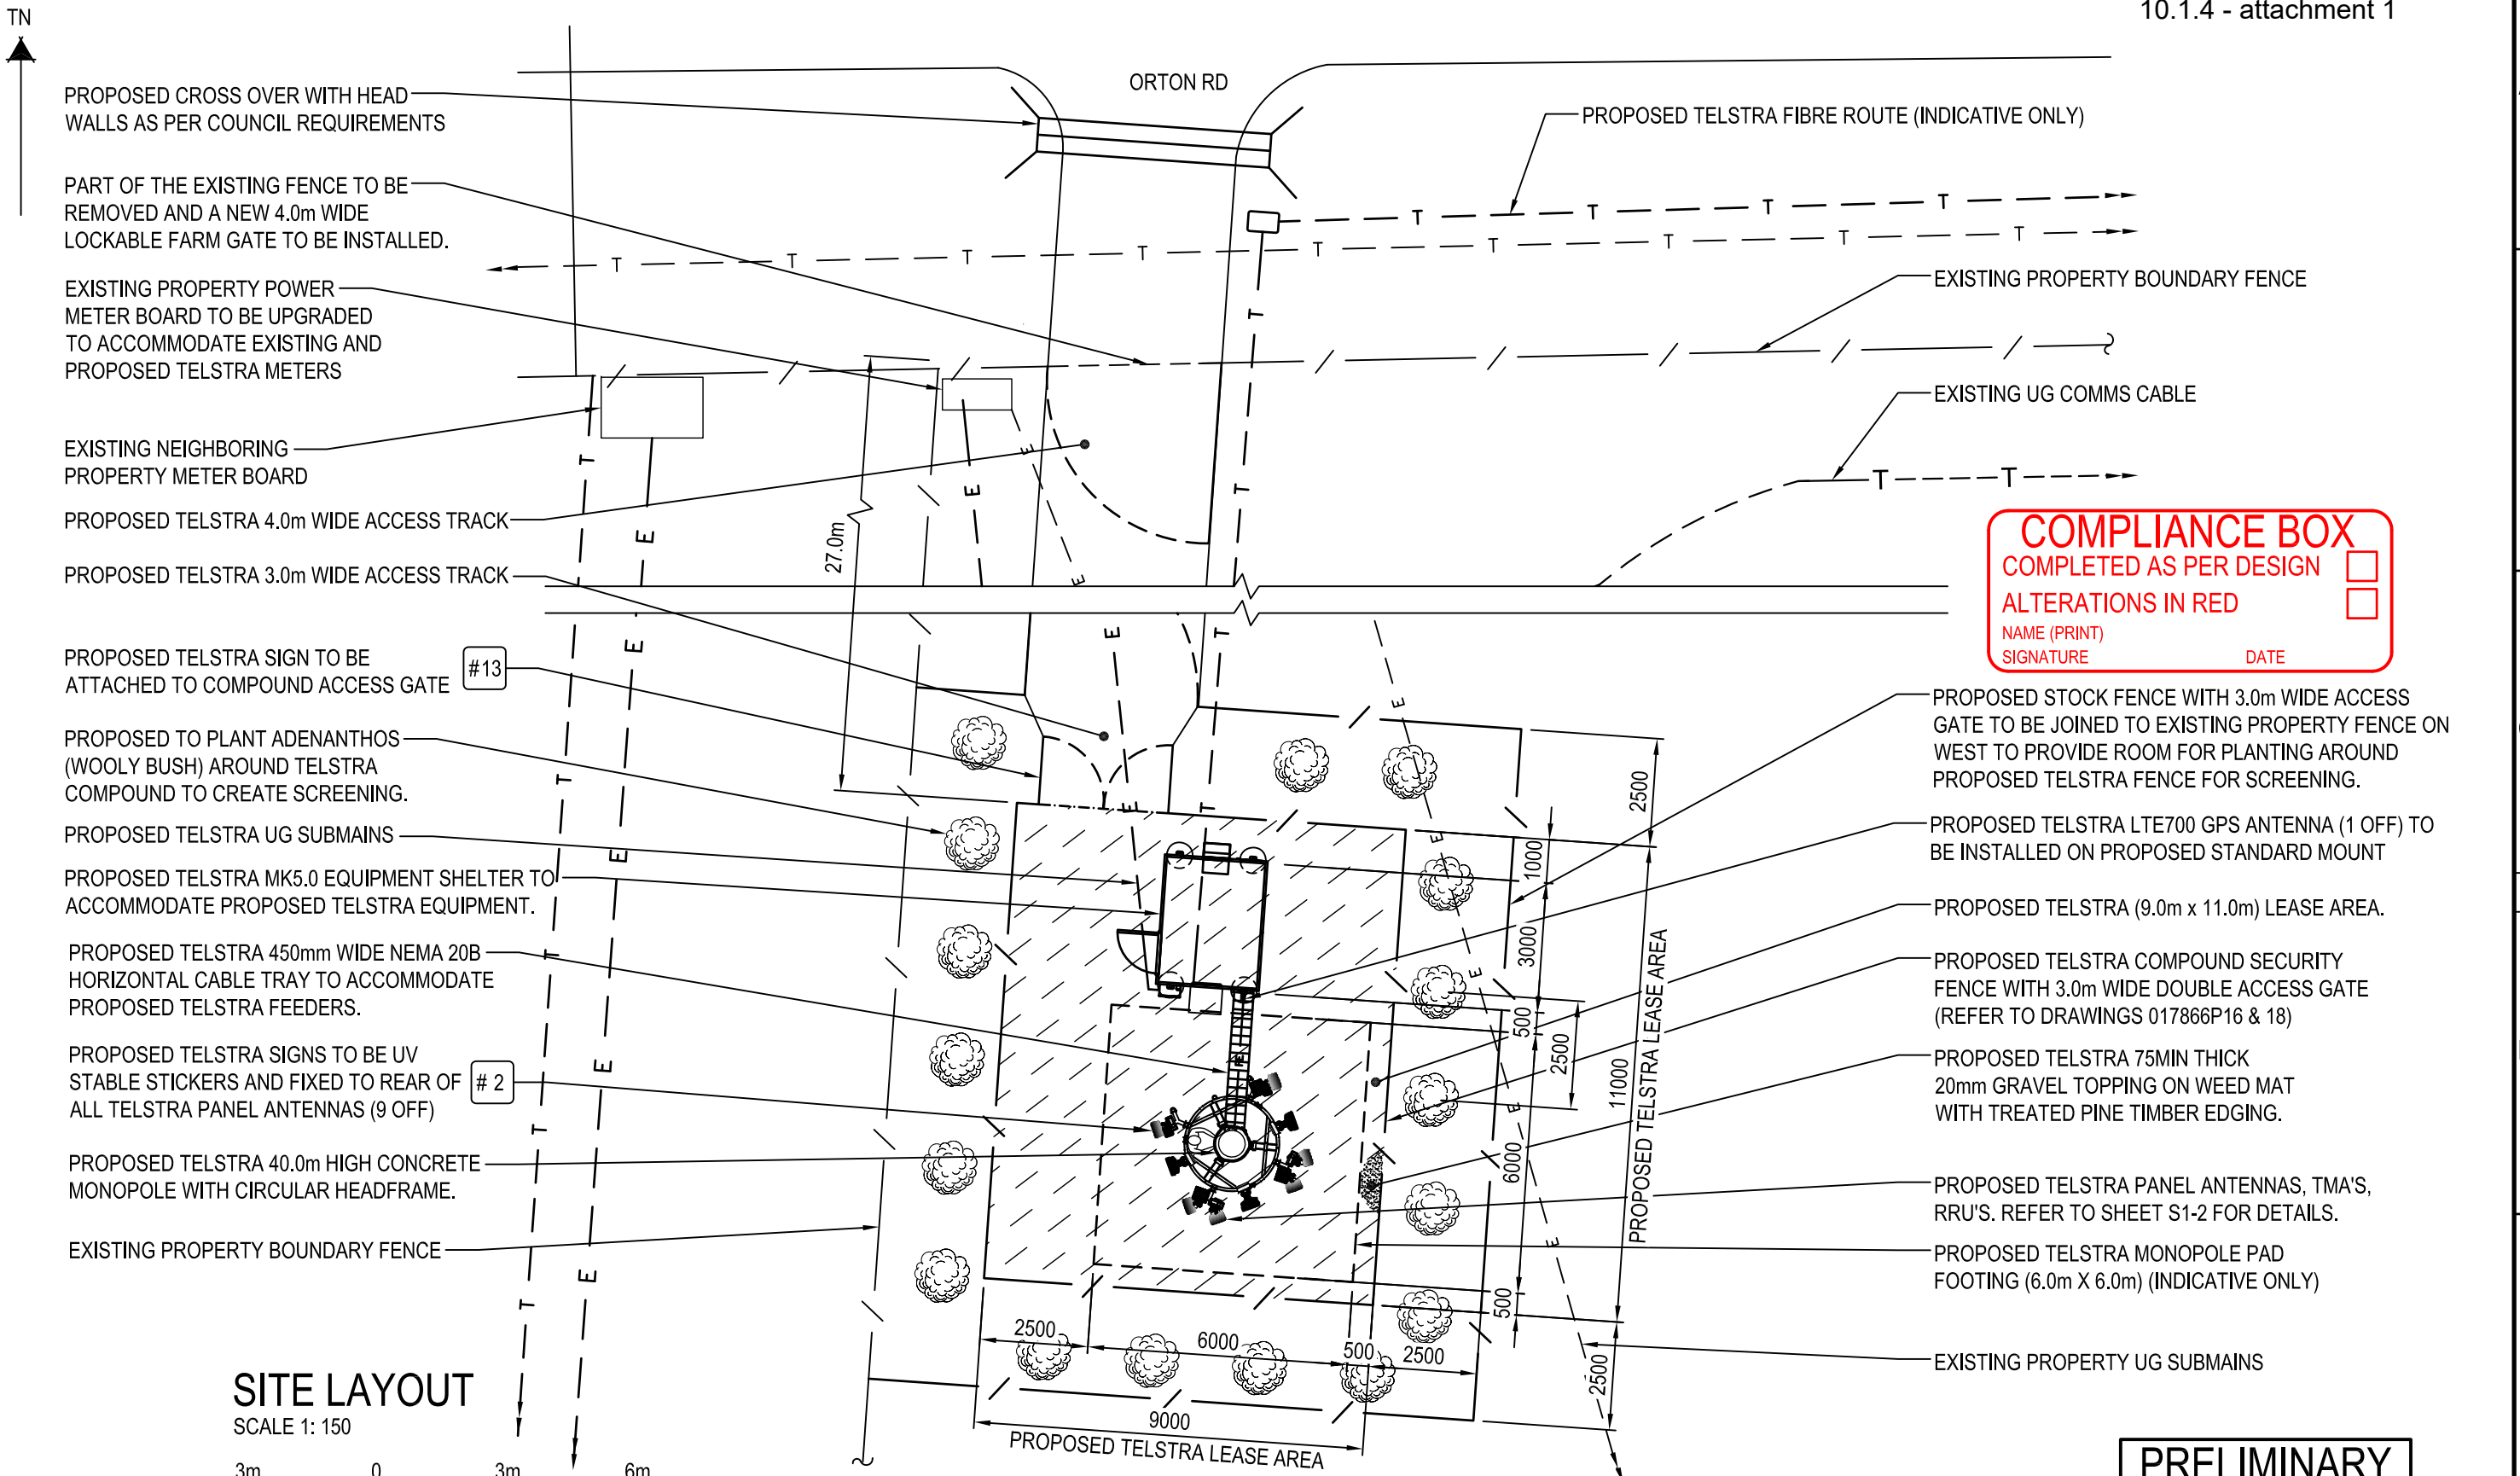 10.1.4 - attachment 1
TN
ORTON RD
PROPOSED CROSS OVER WITH HEAD
WALLS AS PER COUNCIL REQUIREMENTS
PART OF THE EXISTING FENCE TO BE
REMOVED AND A NEW 4.0m WIDE
LOCKABLE FARM GATE TO BE INSTALLED.
EXISTING PROPERTY POWER
METER BOARD TO BE UPGRADED
TO ACCOMMODATE EXISTING AND
PROPOSED TELSTRA METERS
EXISTING NEIGHBORING
PROPERTY METER BOARD
PROPOSED TELSTRA 4.0m WIDE ACCESS TRACK
PROPOSED TELSTRA 3.0m WIDE ACCESS TRACK
PROPOSED TELSTRA SIGN TO BE
ATTACHED TO COMPOUND ACCESS GATE
#13
PROPOSED TO PLANT ADENANTHOS
(WOOLY BUSH) AROUND TELSTRA
COMPOUND TO CREATE SCREENING.
PROPOSED TELSTRA UG SUBMAINS
PROPOSED TELSTRA MK5.0 EQUIPMENT SHELTER TO
ACCOMMODATE PROPOSED TELSTRA EQUIPMENT.
PROPOSED TELSTRA 450mm WIDE NEMA 20B
HORIZONTAL CABLE TRAY TO ACCOMMODATE
PROPOSED TELSTRA FEEDERS.
PROPOSED TELSTRA SIGNS TO BE UV
STABLE STICKERS AND FIXED TO REAR OF
ALL TELSTRA PANEL ANTENNAS (9 OFF)
# 2
PROPOSED TELSTRA 40.0m HIGH CONCRETE
MONOPOLE WITH CIRCULAR HEADFRAME.
EXISTING PROPERTY BOUNDARY FENCE
PROPOSED TELSTRA FIBRE ROUTE (INDICATIVE ONLY)
EXISTING PROPERTY BOUNDARY FENCE
EXISTING UG COMMS CABLE
COMPLIANCE BOX
COMPLETED AS PER DESIGN
ALTERATIONS IN RED
NAME (PRINT)
SIGNATURE DATE
PROPOSED STOCK FENCE WITH 3.0m WIDE ACCESS
GATE TO BE JOINED TO EXISTING PROPERTY FENCE ON
WEST TO PROVIDE ROOM FOR PLANTING AROUND
PROPOSED TELSTRA FENCE FOR SCREENING.
PROPOSED TELSTRA LTE700 GPS ANTENNA (1 OFF) TO
BE INSTALLED ON PROPOSED STANDARD MOUNT
PROPOSED TELSTRA (9.0m x 11.0m) LEASE AREA.
PROPOSED TELSTRA COMPOUND SECURITY
FENCE WITH 3.0m WIDE DOUBLE ACCESS GATE
(REFER TO DRAWINGS 017866P16 & 18)
PROPOSED TELSTRA 75MIN THICK
20mm GRAVEL TOPPING ON WEED MAT
WITH TREATED PINE TIMBER EDGING.
PROPOSED TELSTRA PANEL ANTENNAS, TMA'S,
RRU'S. REFER TO SHEET S1-2 FOR DETAILS.
PROPOSED TELSTRA MONOPOLE PAD
FOOTING (6.0m X 6.0m) (INDICATIVE ONLY)
EXISTING PROPERTY UG SUBMAINS
T T T T
T T T T T T T T T
T T
T T T T T T
E E E E E E
T T T T T
E E E E
E E E E E E E
27.0m
2500
1000
3000
500
2500
6000
500
11000
PROPOSED TELSTRA LEASE AREA
2500
2500
6000
500
2500
9000
PROPOSED TELSTRA LEASE AREA
SITE LAYOUT
SCALE 1: 150
3m 0 3m 6m
PRELIMINARY